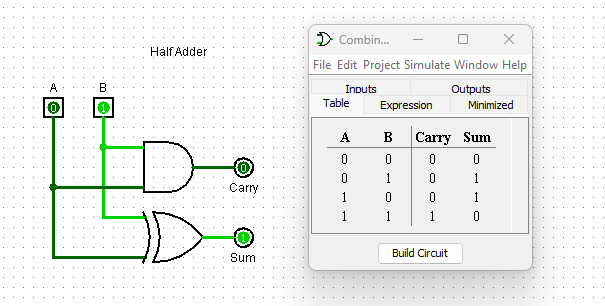 Half Adder
A B
0 1
0
Carry
1
Sum
Combin...
File Edit Project Simulate Window Help
Inputs Outputs
Table Expression Minimized
A B Carry Sum
0 0 0 0
0 1 0 1
1 0 0 1
1 1 1 0
Build Circuit